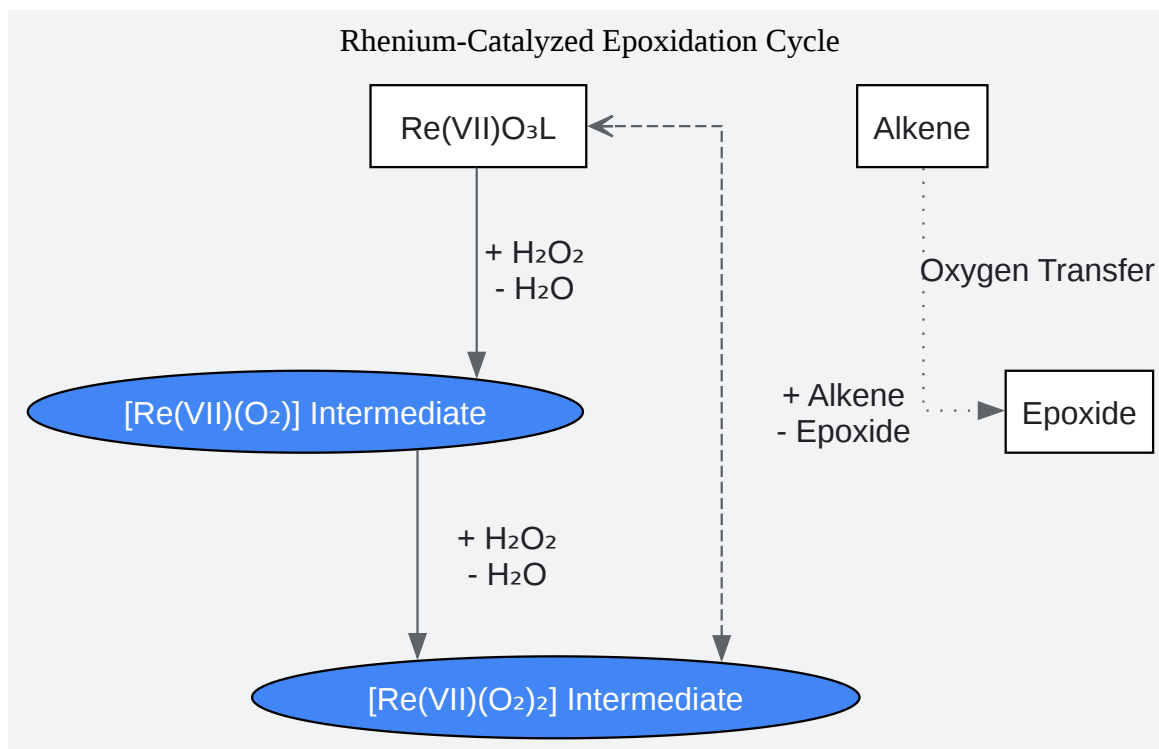 Rhenium-Catalyzed Epoxidation Cycle
Re(VII)O₃L
Alkene
+ H₂O₂
- H₂O
Oxygen Transfer
[Re(VII)(O₂)] Intermediate
+ Alkene
- Epoxide
Epoxide
+ H₂O₂
- H₂O
[Re(VII)(O₂)₂] Intermediate